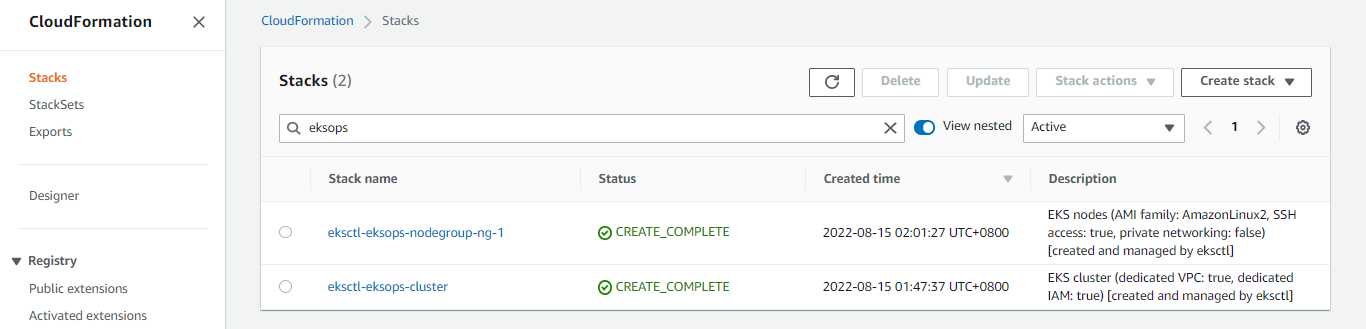 CloudFormation
CloudFormation Stacks
Stacks
StackSets
Exports
Designer
Registry
Public extensions
Activated extensions
Stacks (2)
Delete
Update
Stack actions
Create stack
eksops
View nested
Active
1
Stack name Status Created time Description
eksctl-eksops-nodegroup-ng-1 CREATE_COMPLETE 2022-08-15 02:01:27 UTC+0800
EKS nodes (AMI family: AmazonLinux2, SSH
access: true, private networking: false)
[created and managed by eksctl]
eksctl-eksops-cluster CREATE_COMPLETE 2022-08-15 01:47:37 UTC+0800
EKS cluster (dedicated VPC: true, dedicated
IAM: true) [created and managed by eksctl]